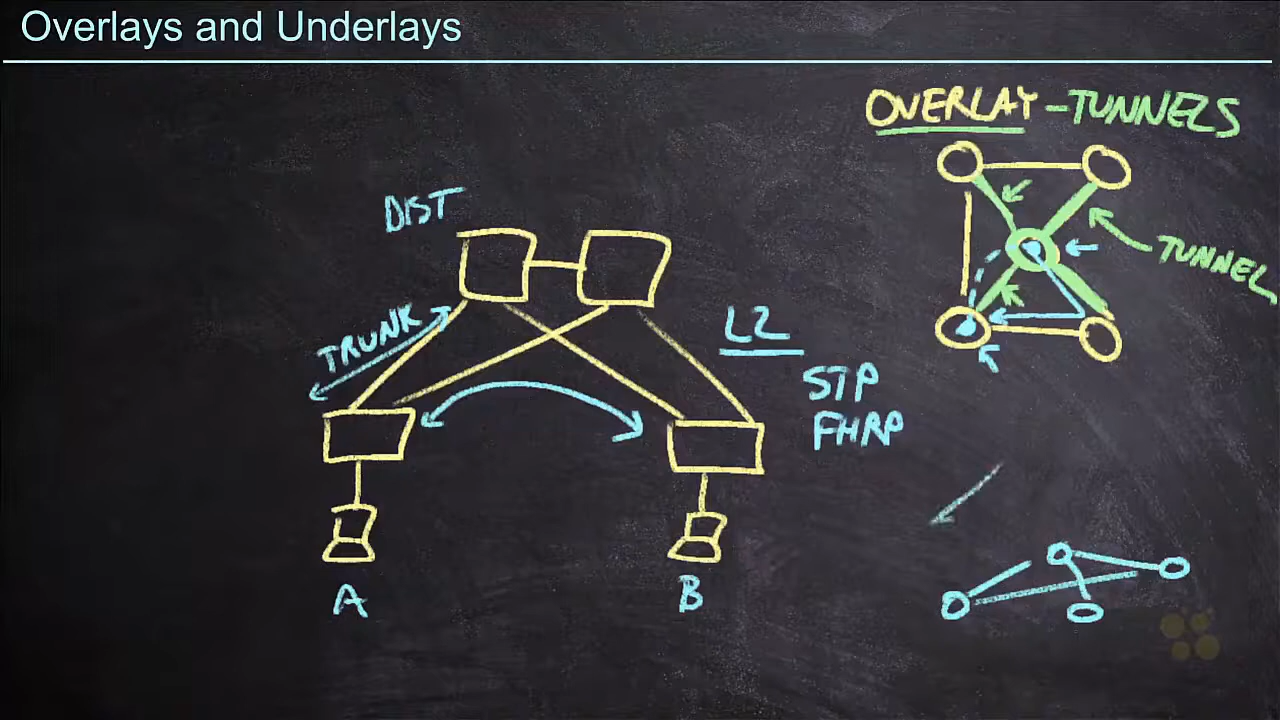 Overlays and Underlays
OVERLAY - TUNNELS
DIST
TUNNEL
TRUNK
L2
STP
FHRP
A
B